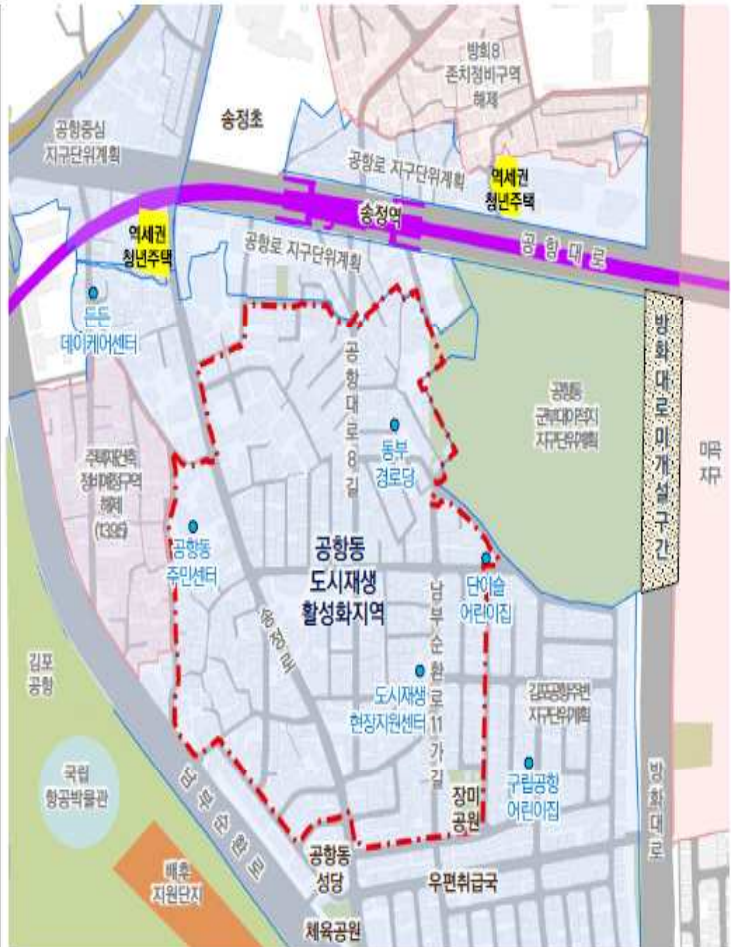 방화8
존치정비구역
해제
송정초
공항중심
지구단위계획
공항로 지구단위계획
역세권
청년주택
송정역
역세권
청년주택
공항로 지구단위계획
공항대로
든든
데이케어센터
공항대로8길
방화대로미개설구간
공항동
군부대이적지
지구단위계획
마곡
지구
동부
경로당
주택재건축
정비예정구역
해제
공항동
주민센터
공항동
도시재생
활성화지역
단이슬
어린이집
송정로
남부순환로11가길
김포
공항
도시재생
현장지원센터
김포공항주변
지구단위계획
국립
항공박물관
구립공항
어린이집
장미
공원
방화대로
남부순환로
배후
지원단지
공항동
성당
우편취급국
체육공원